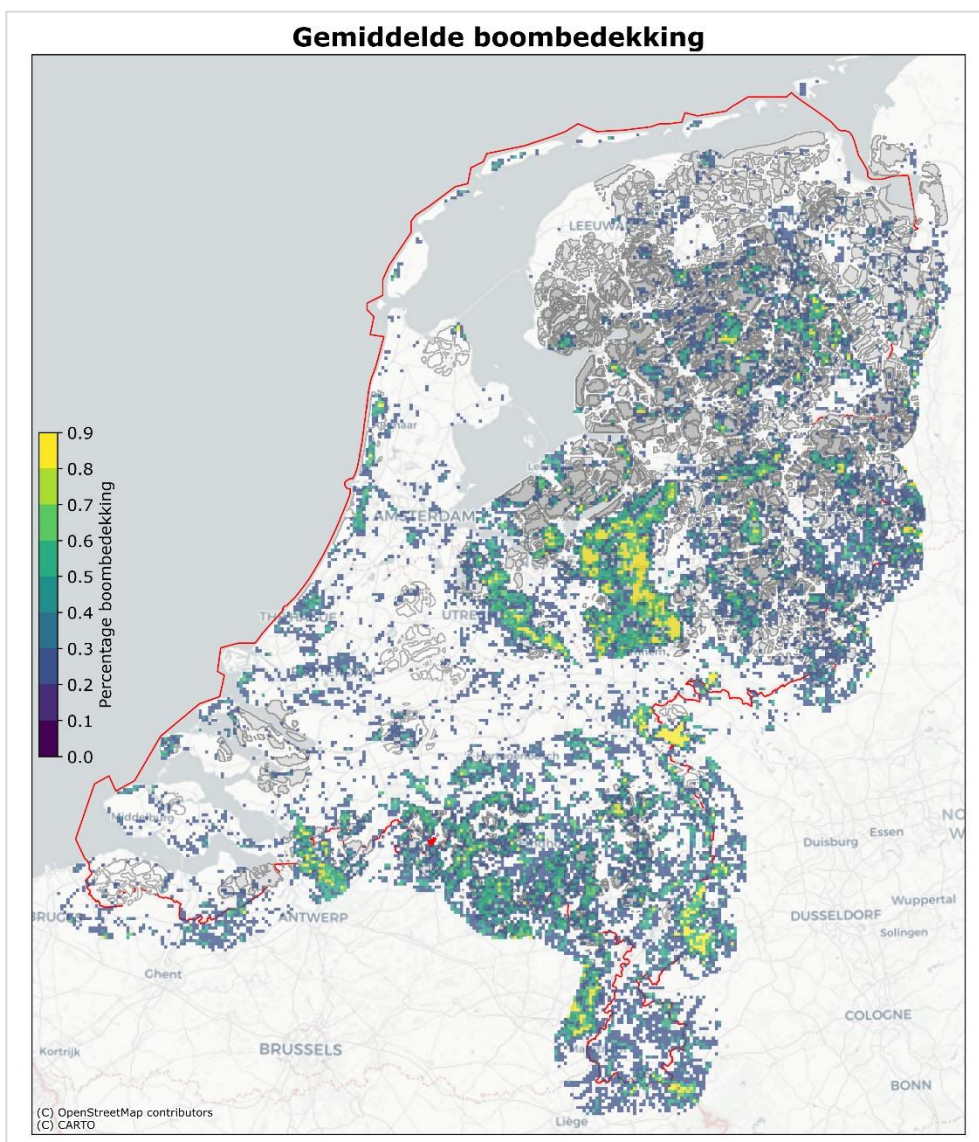 Gemiddelde boombedekking
LEEUWA
AMSTERDAM
UTRE
0.9
0.8
0.7
0.6
0.5
0.4
0.3
0.2
0.1
0.0
Percentage boombedekking
Middelburg
ANTWERP
Ghent
Kortrijk
BRUSSELS
Liège
Duisburg
Essen
DUSSELDORF
Wuppertal
Solingen
COLOGNE
BONN
(C) OpenStreetMap contributors
(C) CARTO